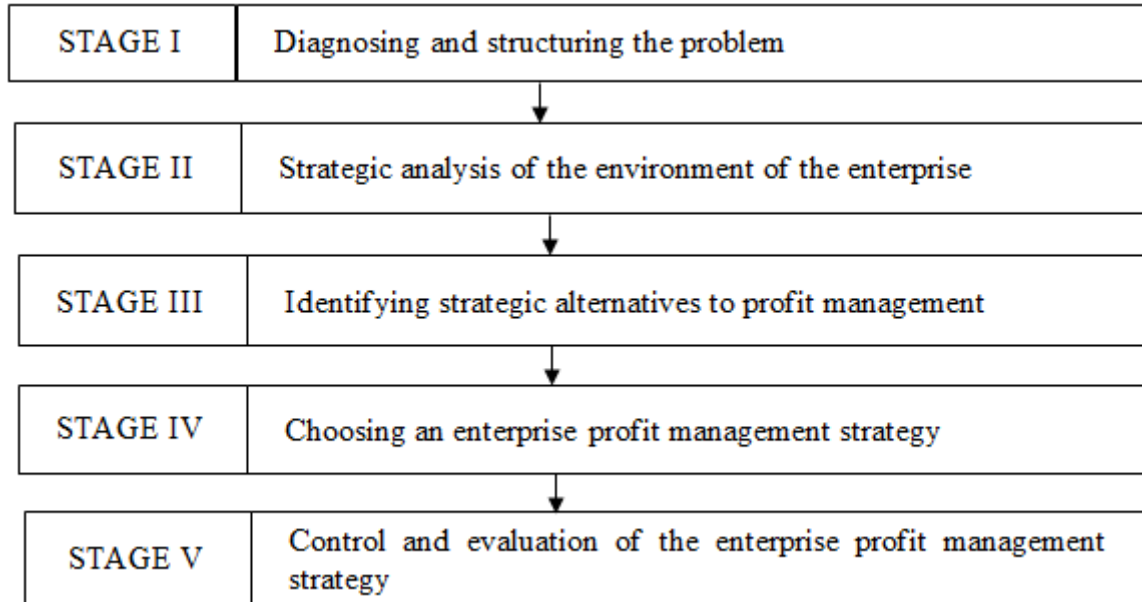 STAGE I Diagnosing and structuring the problem
STAGE II Strategic analysis of the environment of the enterprise
STAGE III Identifying strategic alternatives to profit management
STAGE IV Choosing an enterprise profit management strategy
STAGE V Control and evaluation of the enterprise profit management
strategy